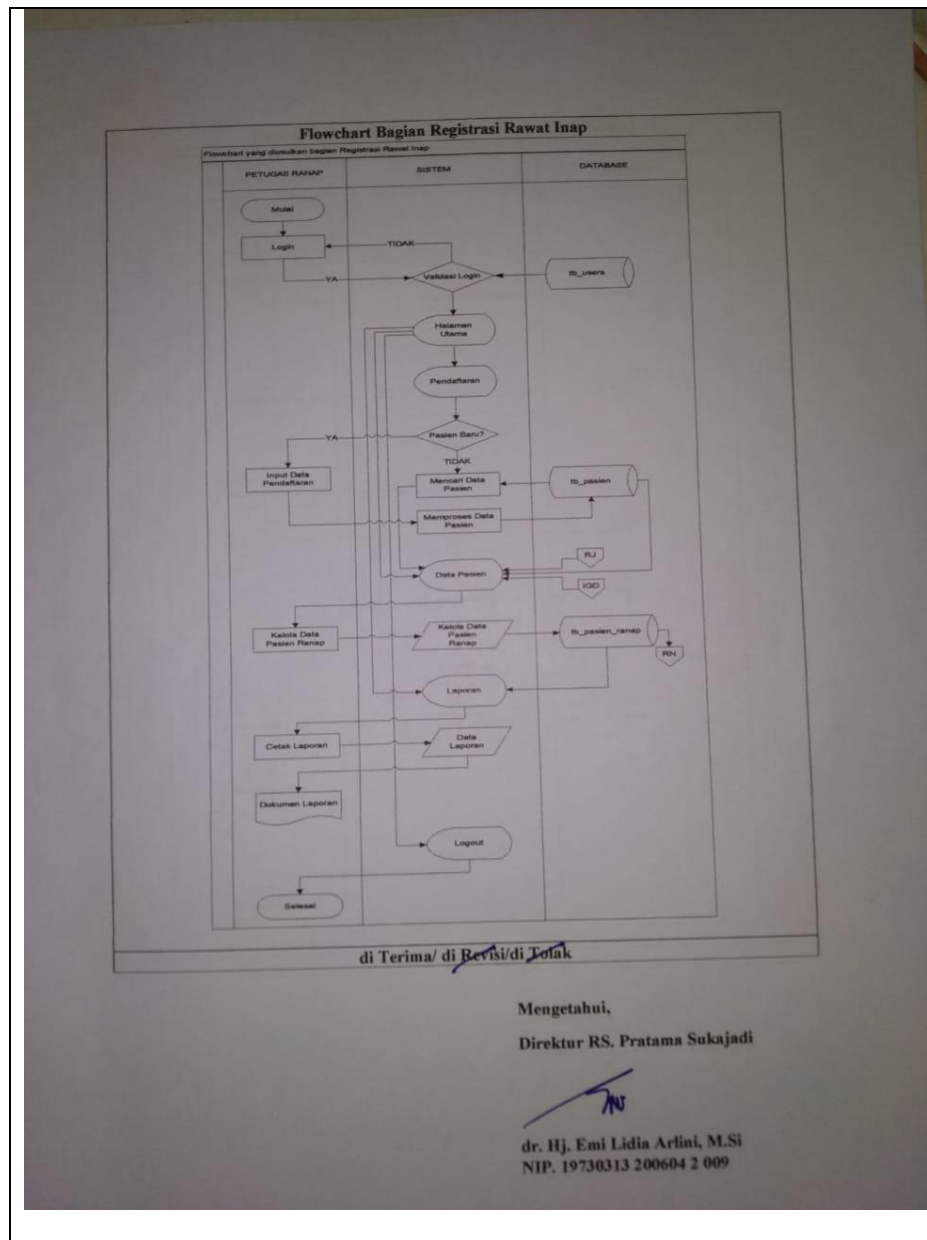 Flowchart Bagian Registrasi Rawat Inap
Flowchart yang diusulkan bagian Registrasi Rawat Inap
PETUGAS RANAP
SISTEM
DATABASE
Mulai
Login
TIDAK
YA
Validasi Login
tb_users
Halaman
Utama
Pendaftaran
YA
Pasien Baru?
TIDAK
Input Data
Pendaftaran
Mencari Data
Pasien
tb_pasien
Memproses Data
Pasien
RJ
Data Pasien
IGD
Kelola Data
Pasien Ranap
Kelola Data
Pasien
Ranap
tb_pasien_ranap
RN
Laporan
Cetak Laporan
Data
Laporan
Dokumen Laporan
Logout
Selesai
di Terima/ di Revisi/di Tolak
Mengetahui,
Direktur RS. Pratama Sukajadi
dr. Hj. Emi Lidia Arlini, M.Si
NIP. 19730313 200604 2 009